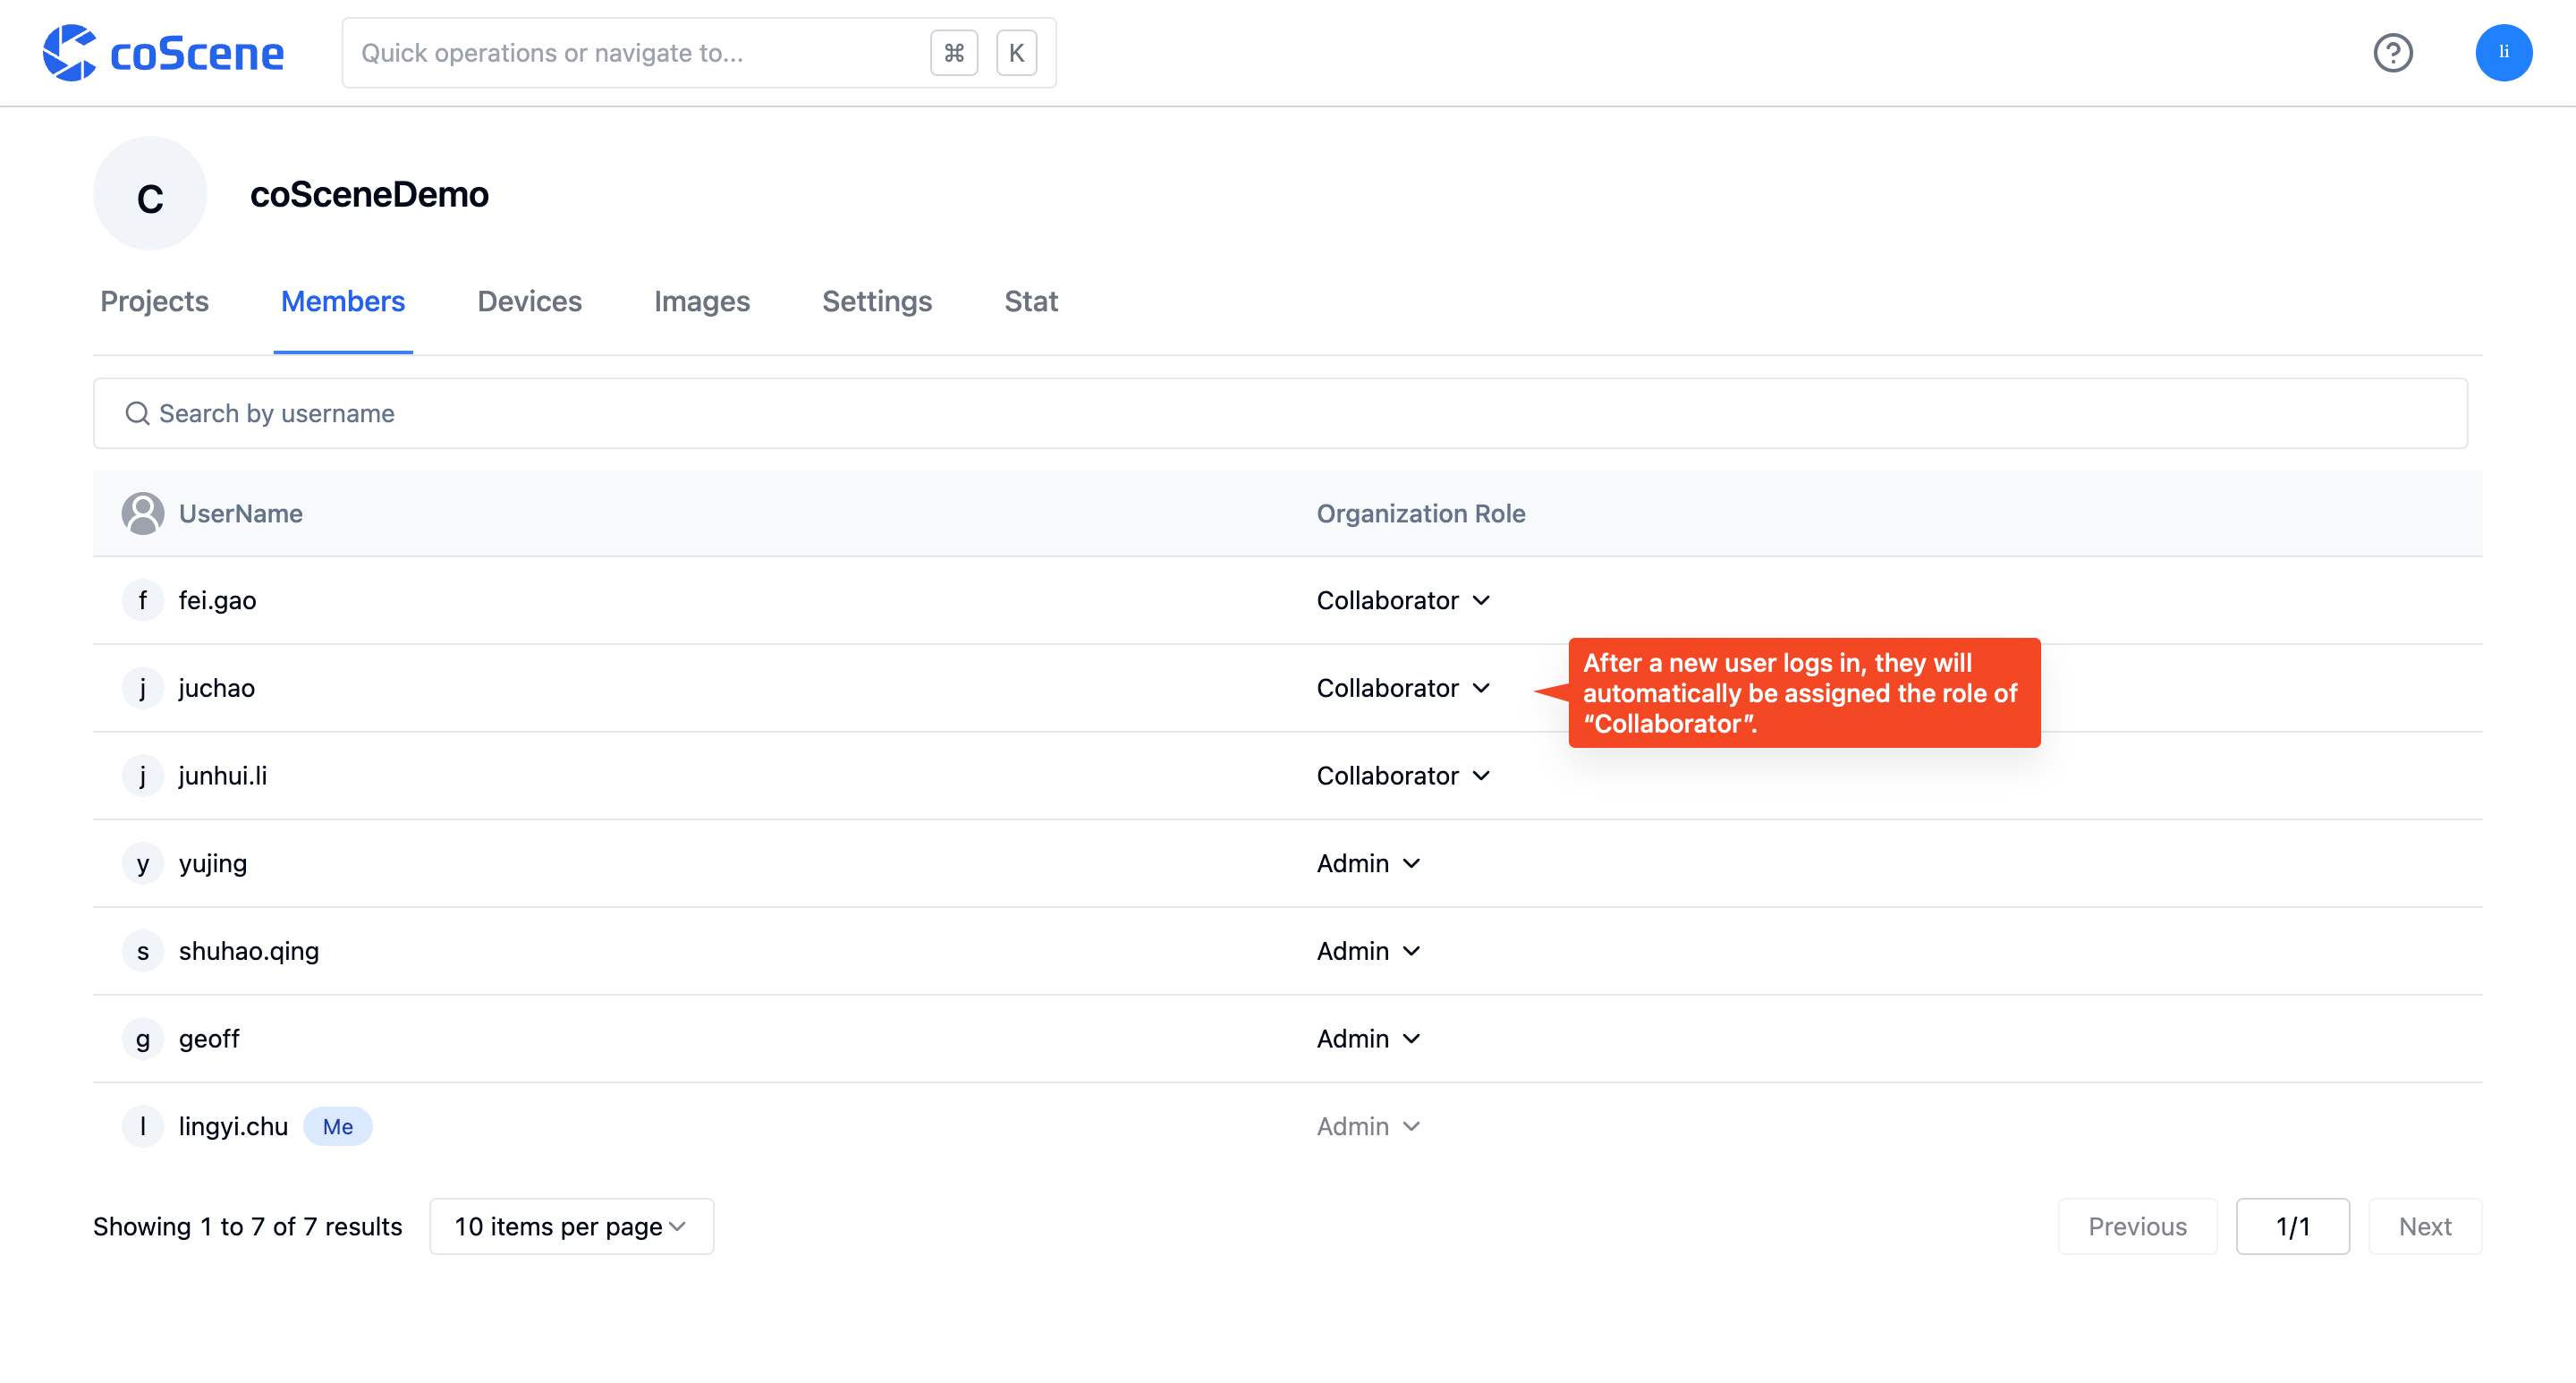 coScene
Quick operations or navigate to...
⌘ K
?
li
C
coSceneDemo
Projects Members Devices Images Settings Stat
Search by username
UserName Organization Role
f fei.gao Collaborator
j juchao Collaborator
After a new user logs in, they will
automatically be assigned the role of
“Collaborator”.
j junhui.li Collaborator
y yujing Admin
s shuhao.qing Admin
g geoff Admin
l lingyi.chu Me Admin
Showing 1 to 7 of 7 results 10 items per page Previous 1/1 Next